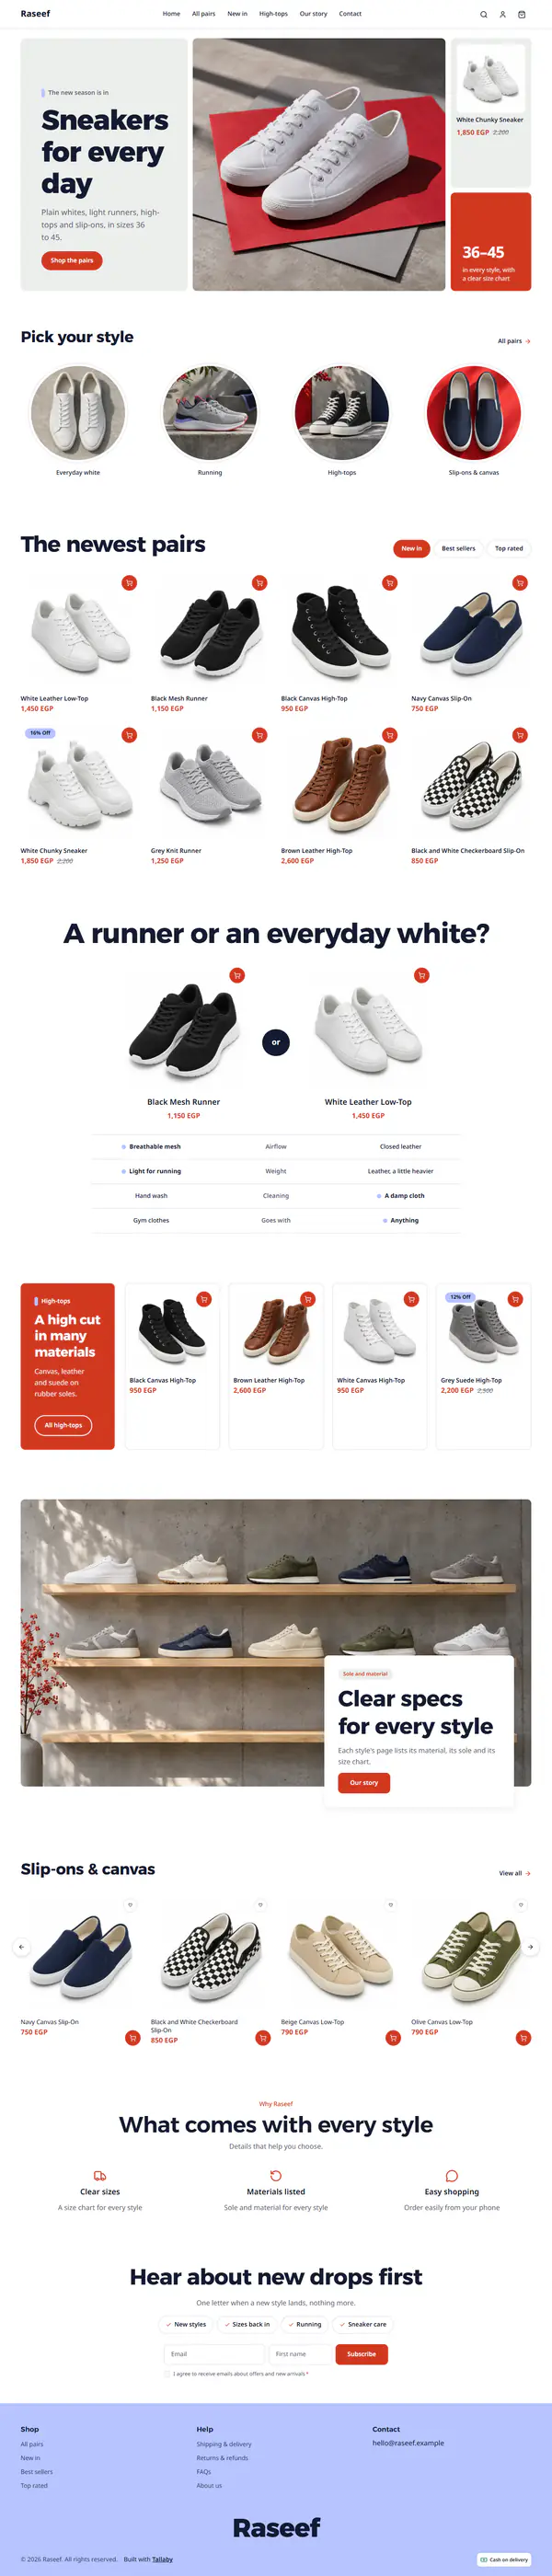 Raseef
Home All pairs New in High-tops Our story Contact
The new season is in
Sneakers
for every
day
Plain whites, light runners, high-
tops and slip-ons, in sizes 36
to 45.
Shop the pairs
White Chunky Sneaker
1,850 EGP 2,200
36–45
in every style, with
a clear size chart
Pick your style
All pairs
Everyday white
Running
High-tops
Slip-ons & canvas
The newest pairs
New in Best sellers Top rated
White Leather Low-Top
1,450 EGP
Black Mesh Runner
1,150 EGP
Black Canvas High-Top
950 EGP
Navy Canvas Slip-On
750 EGP
16% Off
White Chunky Sneaker
1,850 EGP 2,200
Grey Knit Runner
1,250 EGP
Brown Leather High-Top
2,600 EGP
Black and White Checkerboard Slip-On
850 EGP
A runner or an everyday white?
or
Black Mesh Runner
1,150 EGP
White Leather Low-Top
1,450 EGP
Breathable mesh Airflow Closed leather
Light for running Weight Leather, a little heavier
Hand wash Cleaning A damp cloth
Gym clothes Goes with Anything
High-tops
A high cut
in many
materials
Canvas, leather
and suede on
rubber soles.
All high-tops
Black Canvas High-Top
950 EGP
Brown Leather High-Top
2,600 EGP
White Canvas High-Top
950 EGP
12% Off
Grey Suede High-Top
2,200 EGP 2,500
Sole and material
Clear specs
for every style
Each style's page lists its material, its sole and its
size chart.
Our story
Slip-ons & canvas
View all
Navy Canvas Slip-On
750 EGP
Black and White Checkerboard
Slip-On
850 EGP
Beige Canvas Low-Top
790 EGP
Olive Canvas Low-Top
790 EGP
Why Raseef
What comes with every style
Details that help you choose.
Clear sizes
A size chart for every style
Materials listed
Sole and material for every style
Easy shopping
Order easily from your phone
Hear about new drops first
One letter when a new style lands, nothing more.
New styles Sizes back in Running Sneaker care
Email First name Subscribe
I agree to receive emails about offers and new arrivals *
Shop
All pairs
New in
Best sellers
Top rated
Help
Shipping & delivery
Returns & refunds
FAQs
About us
Contact
hello@raseef.example
Raseef
© 2026 Raseef. All rights reserved. Built with Tallaby
Cash on delivery